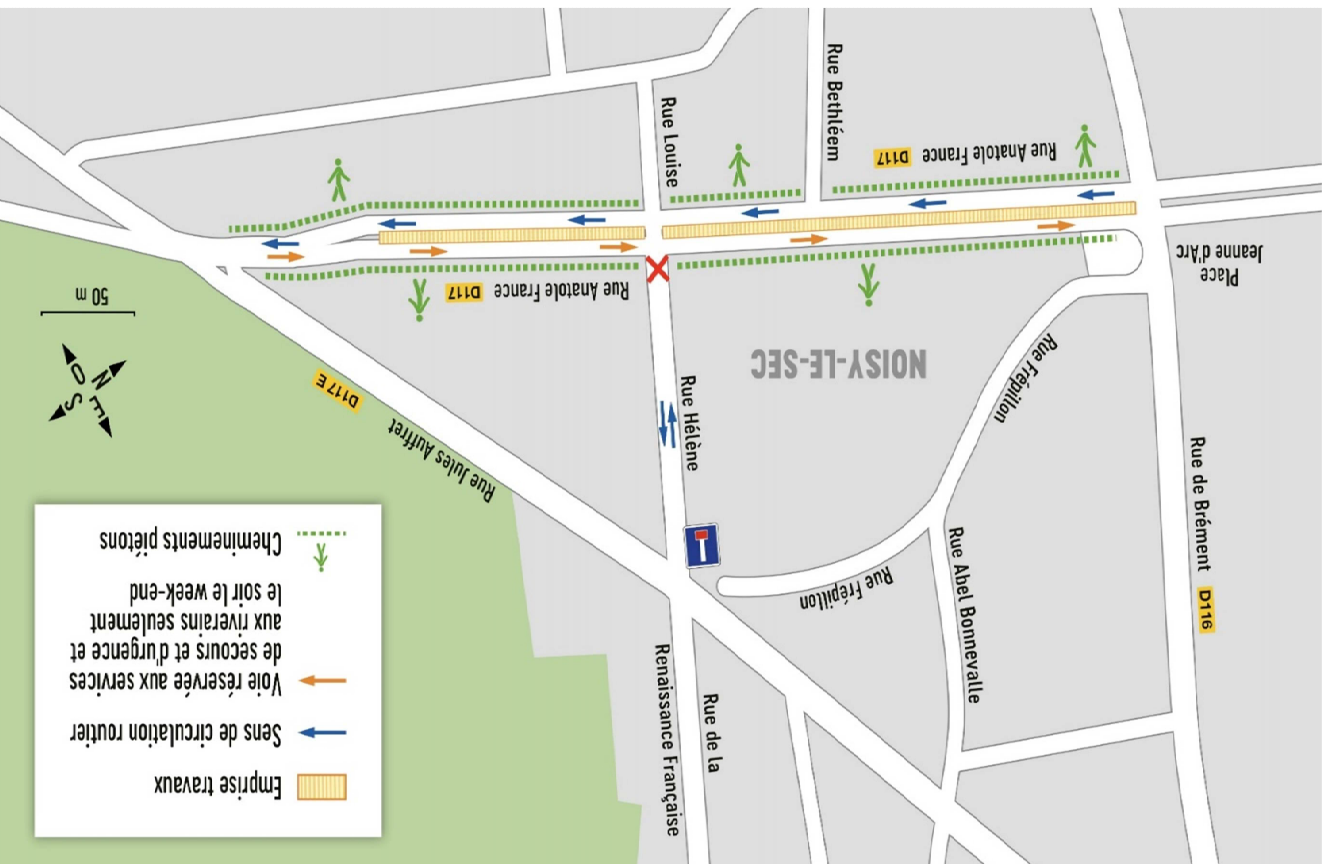 Rue de Brément D116
Rue Abel Bonnevalle
Rue Frépillon
Rue Frépillon
Rue de la
Renaissance Française
Emprise travaux
Sens de circulation routier
Voie réservée aux services
de secours et d'urgence et
aux riverains seulement
le soir le week-end
Cheminements piétons
Rue Jules Auffret
D117E
Rue Hélène
NOISY-LE-SEC
S
E
O
N
50 m
Place
Jeanne d'Arc
Rue Anatole France D117
Rue Anatole France D117
Rue Bethléem
Rue Louise